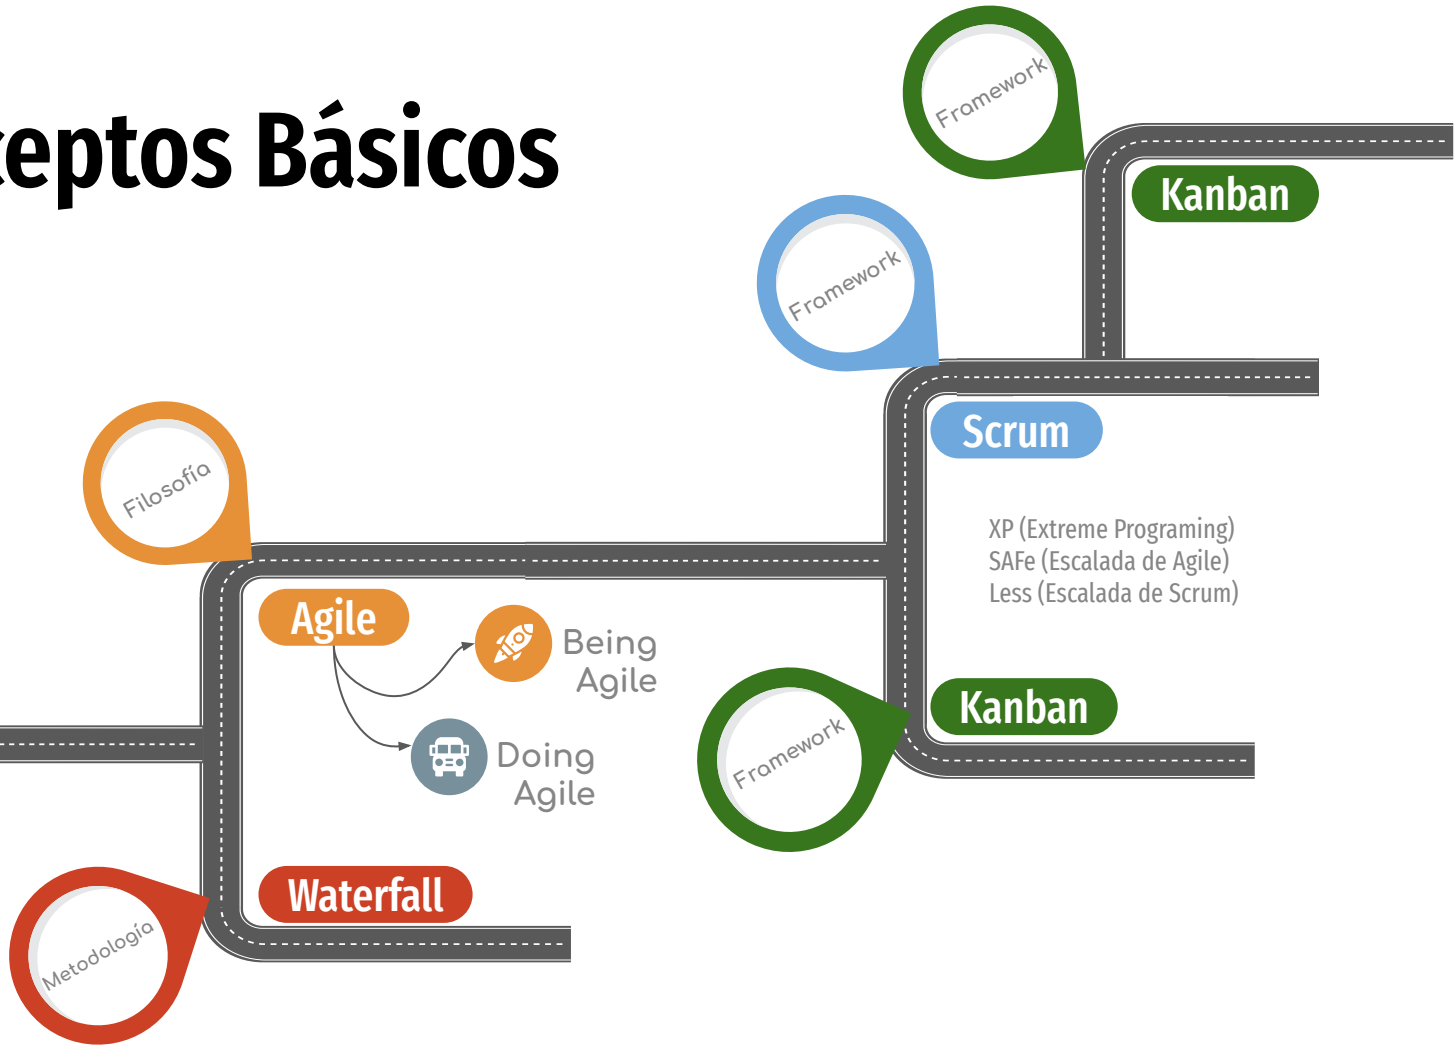 ceptos Básicos
Framework
Kanban
Framework
Scrum
XP (Extreme Programing)
SAFe (Escalada de Agile)
Less (Escalada de Scrum)
Filosofía
Agile
Being
Agile
Doing
Agile
Framework
Kanban
Metodología
Waterfall